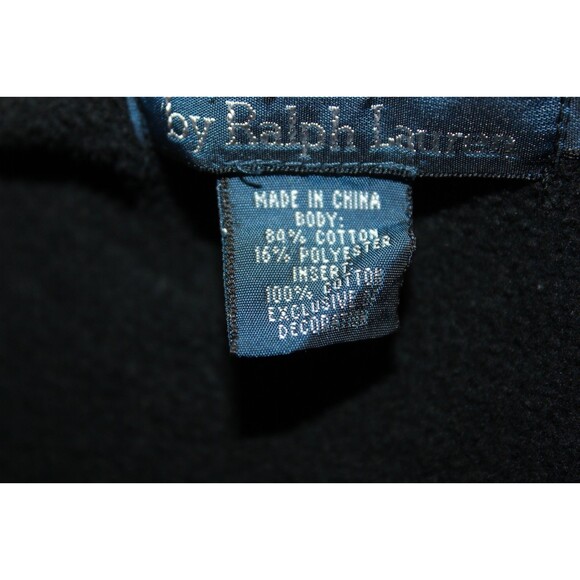 by Ralph Lauren
MADE IN CHINA
BODY:
84% COTTON
16% POLYESTER
INSERT
100% COTTON
EXCLUSIVE OF
DECORATION